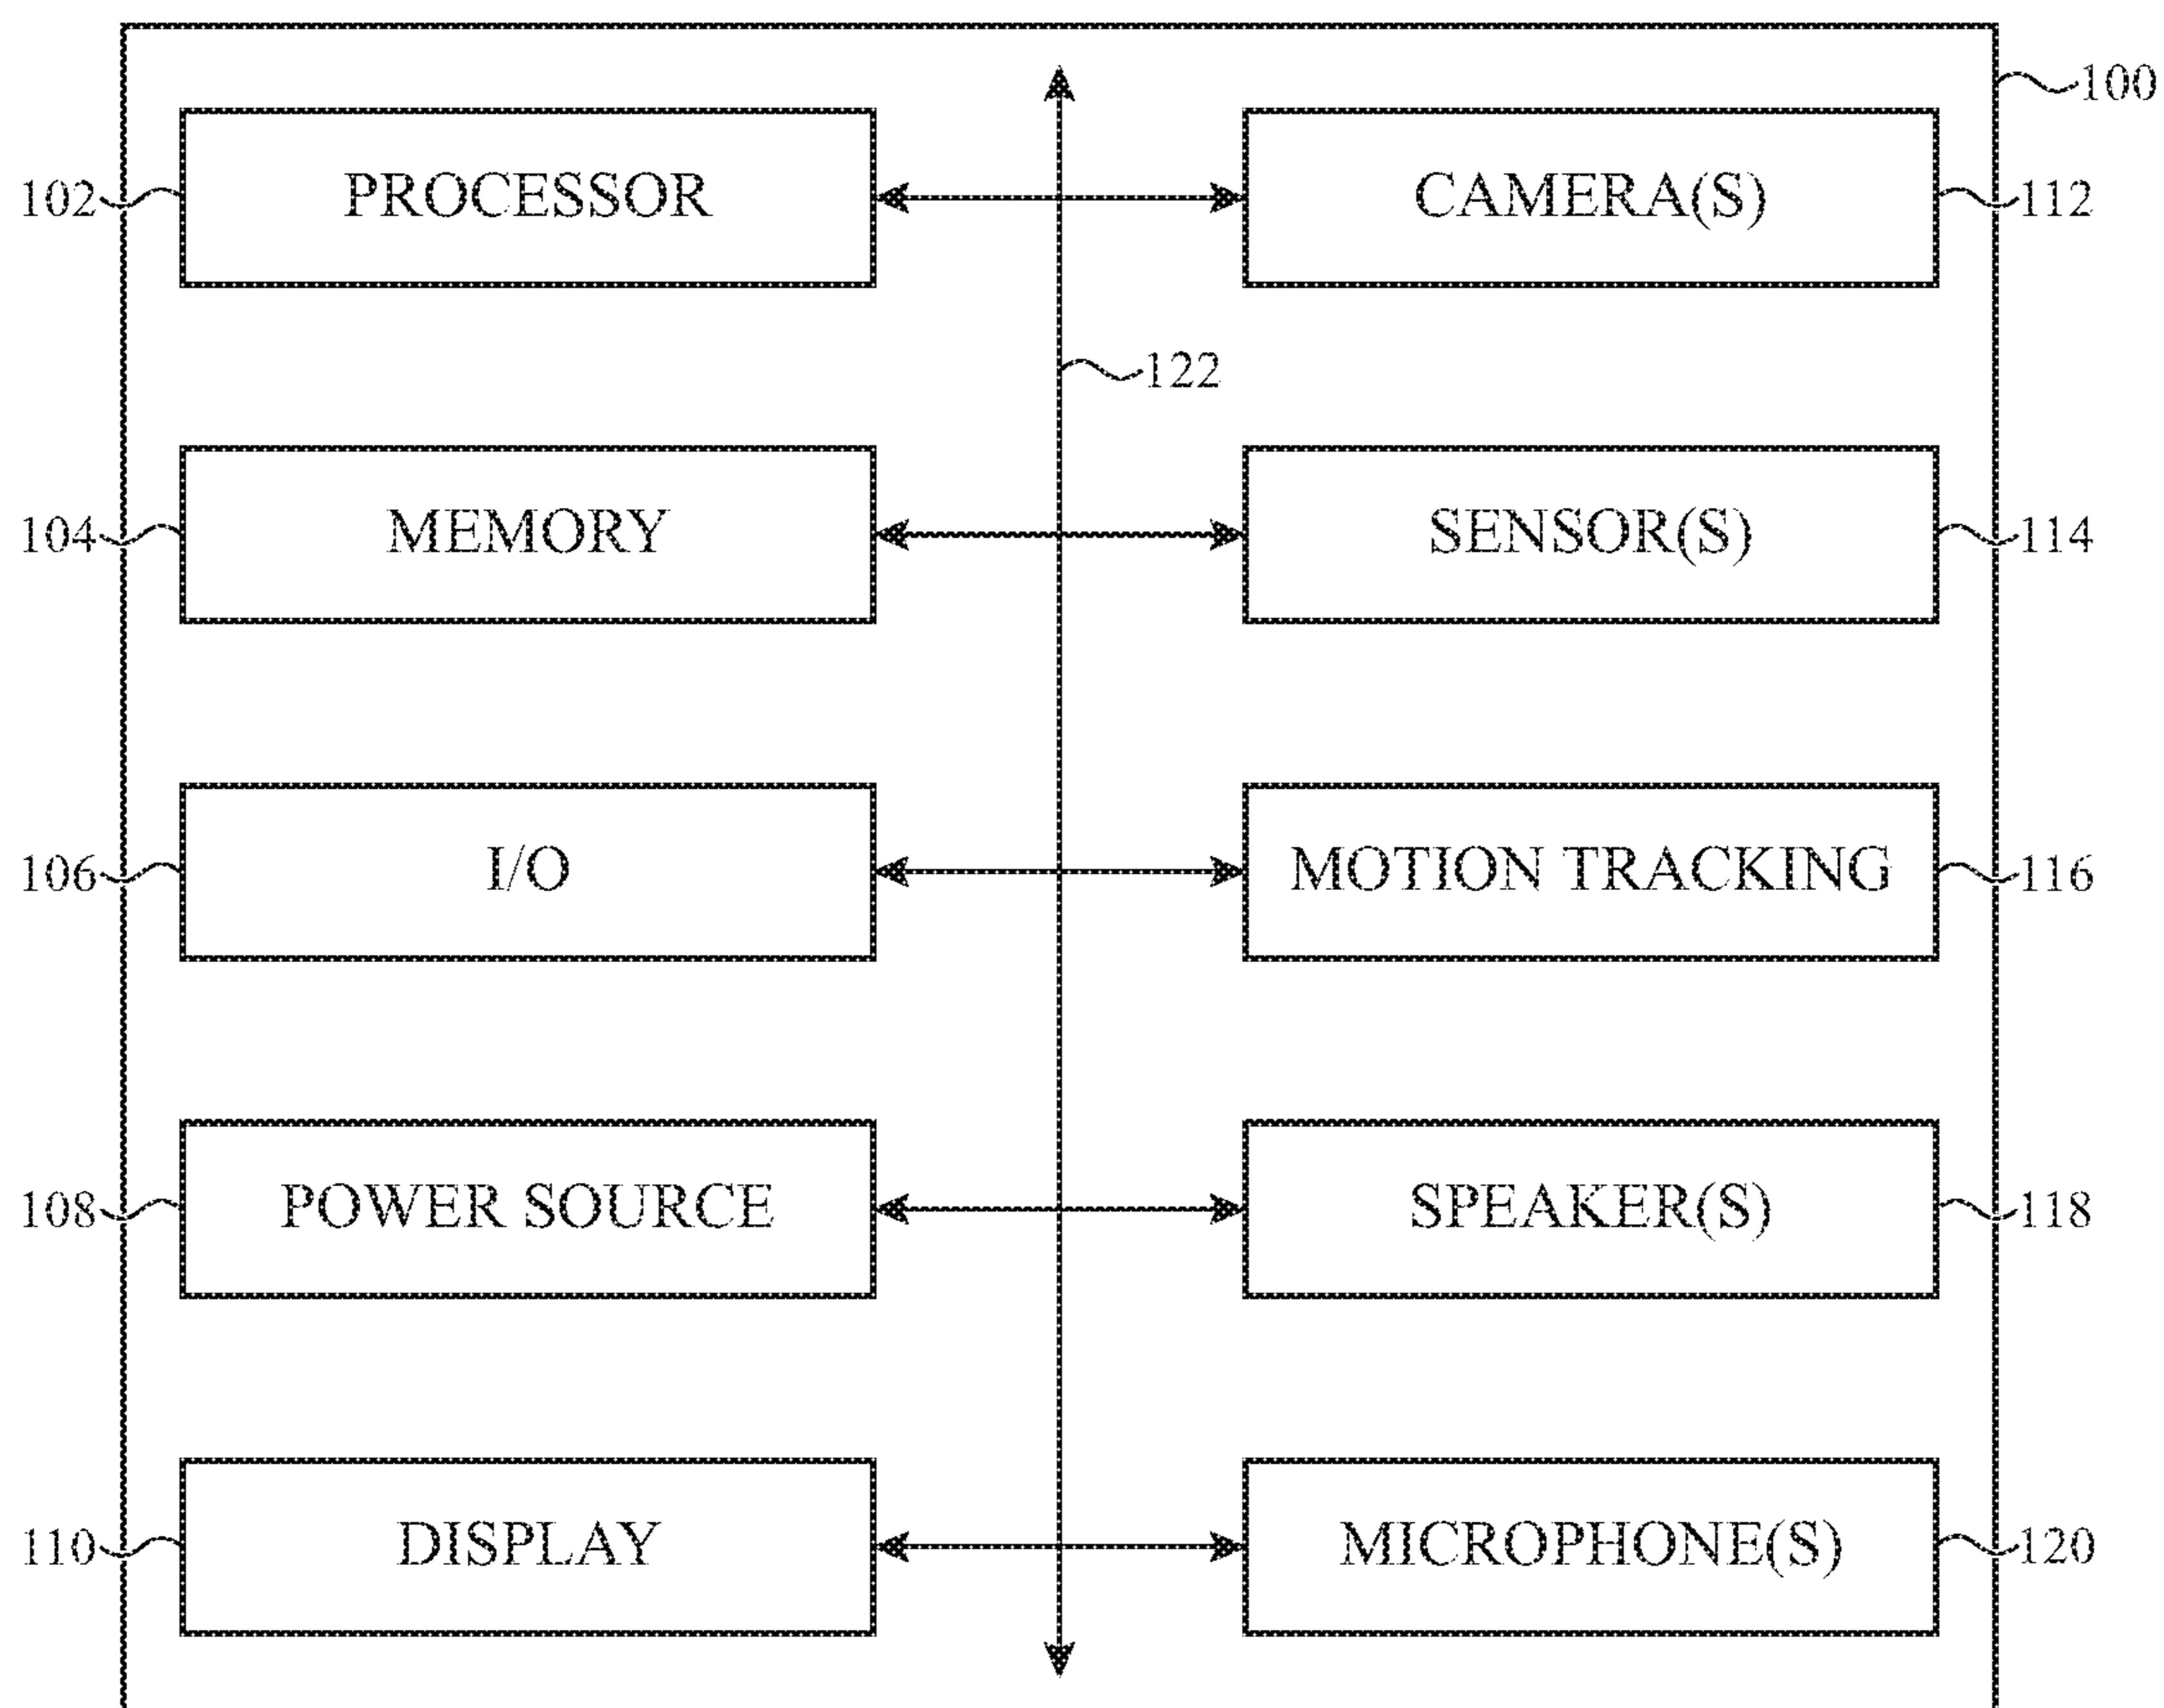 100
102 PROCESSOR CAMERA(S) 112
122
104 MEMORY SENSOR(S) 114
106 I/O MOTION TRACKING 116
108 POWER SOURCE SPEAKER(S) 118
110 DISPLAY MICROPHONE(S) 120